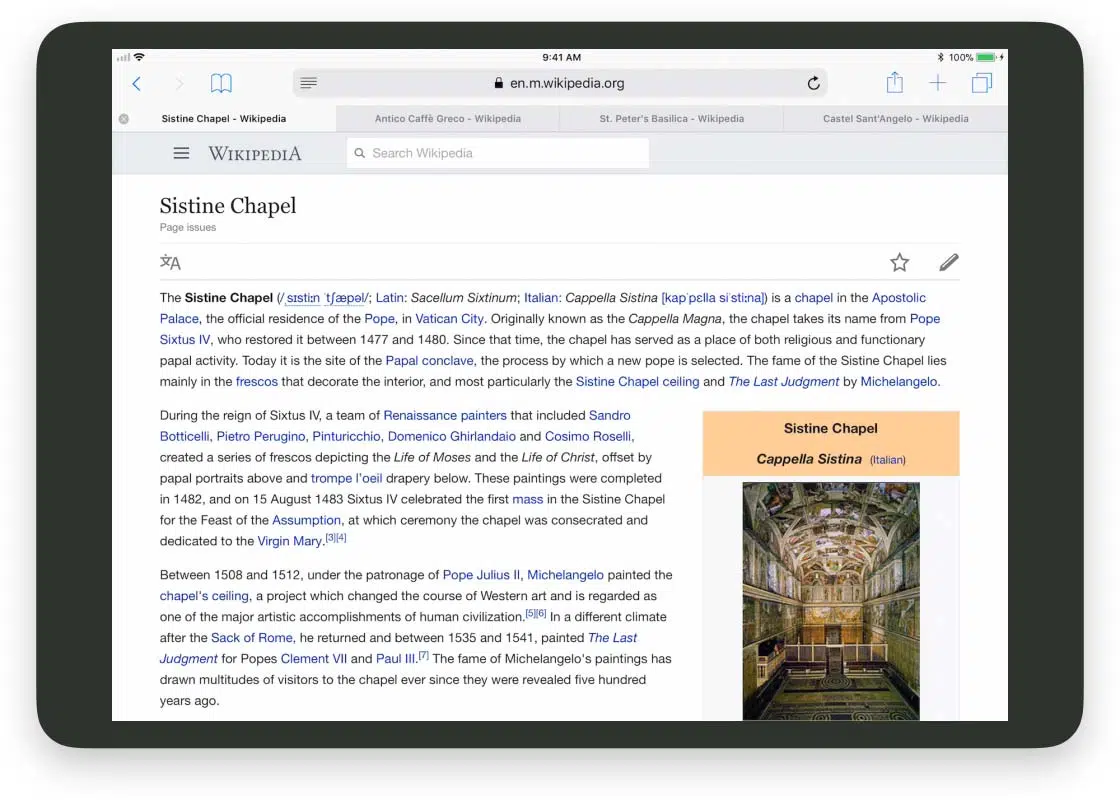 9:41 AM
100%
en.m.wikipedia.org
Sistine Chapel - Wikipedia
Antico Caffè Greco - Wikipedia
St. Peter's Basilica - Wikipedia
Castel Sant'Angelo - Wikipedia
WIKIPEDIA
Search Wikipedia
Sistine Chapel
Page issues
文A
The Sistine Chapel (/ˌsɪstiːn ˈtʃæpəl/; Latin: Sacellum Sixtinum; Italian: Cappella Sistina [kapˈpɛlla siˈstiːna]) is a chapel in the Apostolic
Palace, the official residence of the Pope, in Vatican City. Originally known as the Cappella Magna, the chapel takes its name from Pope
Sixtus IV, who restored it between 1477 and 1480. Since that time, the chapel has served as a place of both religious and functionary
papal activity. Today it is the site of the Papal conclave, the process by which a new pope is selected. The fame of the Sistine Chapel lies
mainly in the frescos that decorate the interior, and most particularly the Sistine Chapel ceiling and The Last Judgment by Michelangelo.
During the reign of Sixtus IV, a team of Renaissance painters that included Sandro
Botticelli, Pietro Perugino, Pinturicchio, Domenico Ghirlandaio and Cosimo Roselli,
created a series of frescos depicting the Life of Moses and the Life of Christ, offset by
papal portraits above and trompe l'oeil drapery below. These paintings were completed
in 1482, and on 15 August 1483 Sixtus IV celebrated the first mass in the Sistine Chapel
for the Feast of the Assumption, at which ceremony the chapel was consecrated and
dedicated to the Virgin Mary.[3][4]
Between 1508 and 1512, under the patronage of Pope Julius II, Michelangelo painted the
chapel's ceiling, a project which changed the course of Western art and is regarded as
one of the major artistic accomplishments of human civilization.[5][6] In a different climate
after the Sack of Rome, he returned and between 1535 and 1541, painted The Last
Judgment for Popes Clement VII and Paul III.[7] The fame of Michelangelo's paintings has
drawn multitudes of visitors to the chapel ever since they were revealed five hundred
years ago.
Sistine Chapel
Cappella Sistina (Italian)